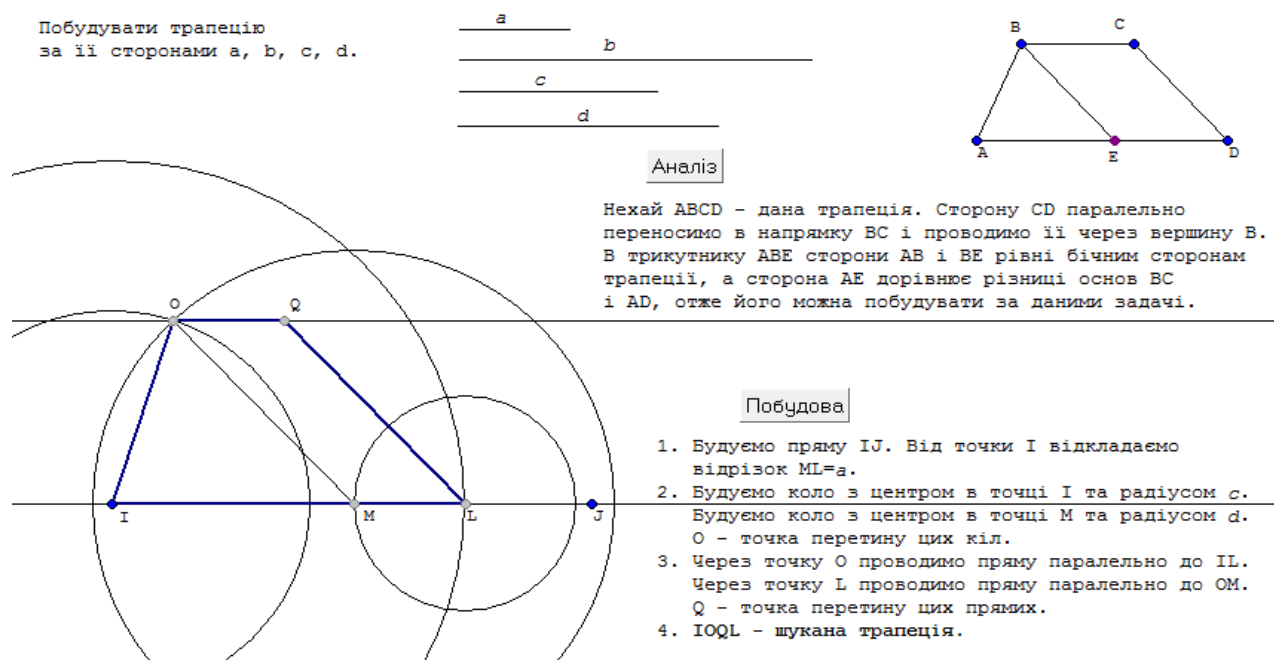 Побудувати трапецію
за її сторонами a, b, c, d.
a
b
c
d
B
C
A
E
D
Аналіз
Нехай ABCD – дана трапеція. Сторону CD паралельно
переносимо в напрямку BC і проводимо її через вершину B.
В трикутнику ABE сторони AB і BE рівні бічним сторонам
трапеції, а сторона AE дорівнює різниці основ BC
і AD, отже його можна побудувати за даними задачі.
O
Q
I
M
L
J
Побудова
1. Будуємо пряму IJ. Від точки I відкладаємо
відрізок ML=a.
2. Будуємо коло з центром в точці I та радіусом c.
Будуємо коло з центром в точці M та радіусом d.
O – точка перетину цих кіл.
3. Через точку O проводимо пряму паралельно до IL.
Через точку L проводимо пряму паралельно до OM.
Q – точка перетину цих прямих.
4. IOQL – шукана трапеція.